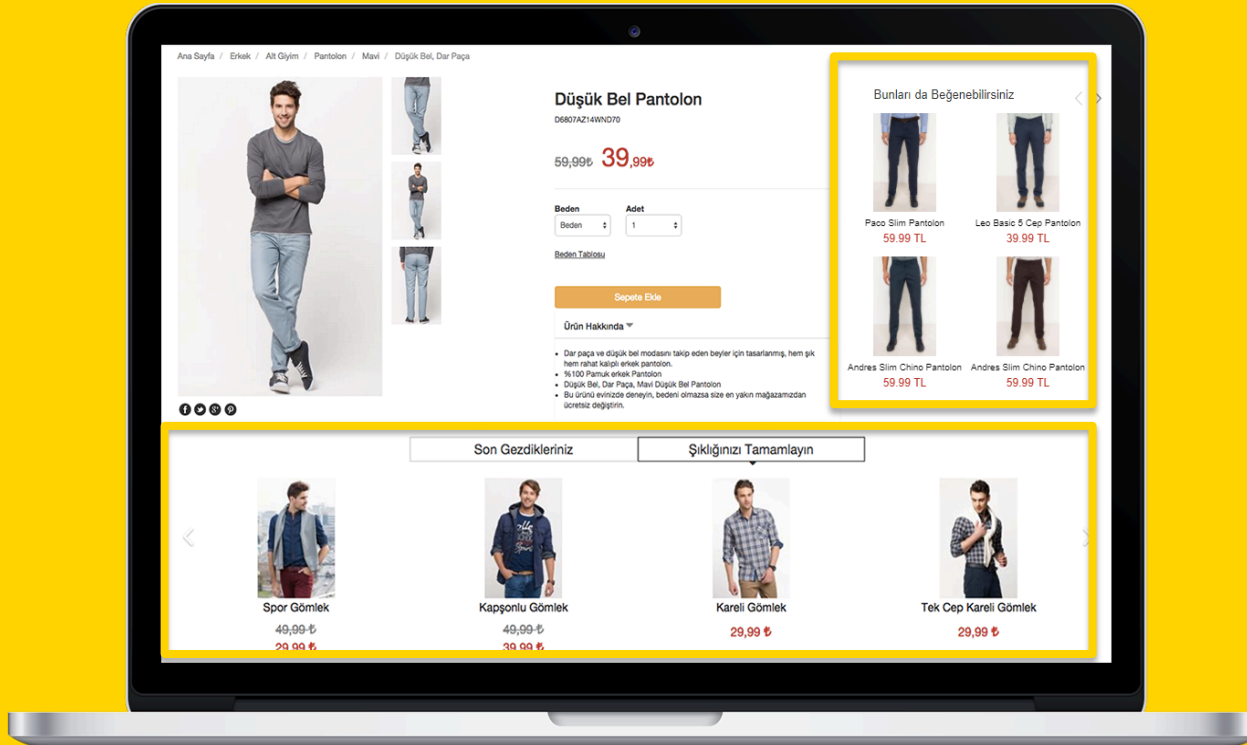 Ana Sayfa / Erkek / Alt Giyim / Pantolon / Mavi / Düşük Bel, Dar Paça
Düşük Bel Pantolon
D6807AZ14WND70
59,99₺ 39,99₺
Beden Adet
Beden 1
Beden Tablosu
Sepete Ekle
Ürün Hakkında
• Dar paça ve düşük bel modasını takip eden beyler için tasarlanmış, hem şık
hem rahat kalıplı erkek pantolon.
• %100 Pamuk erkek Pantolon
• Düşük Bel, Dar Paça, Mavi Düşük Bel Pantolon
• Bu ürünü evinizde deneyin, bedeni olmazsa size en yakın mağazamızdan
ücretsiz değiştirin.
Bunları da Beğenebilirsiniz
Paco Slim Pantolon Leo Basic 5 Cep Pantolon
59.99 TL 39.99 TL
Andres Slim Chino Pantolon Andres Slim Chino Pantolon
59.99 TL 59.99 TL
Son Gezdikleriniz Şıklığınızı Tamamlayın
Spor Gömlek Kapşonlu Gömlek Kareli Gömlek Tek Cep Kareli Gömlek
49,99 ₺ 49,99 ₺ 29,99 ₺ 29,99 ₺
29,99 ₺ 39,99 ₺